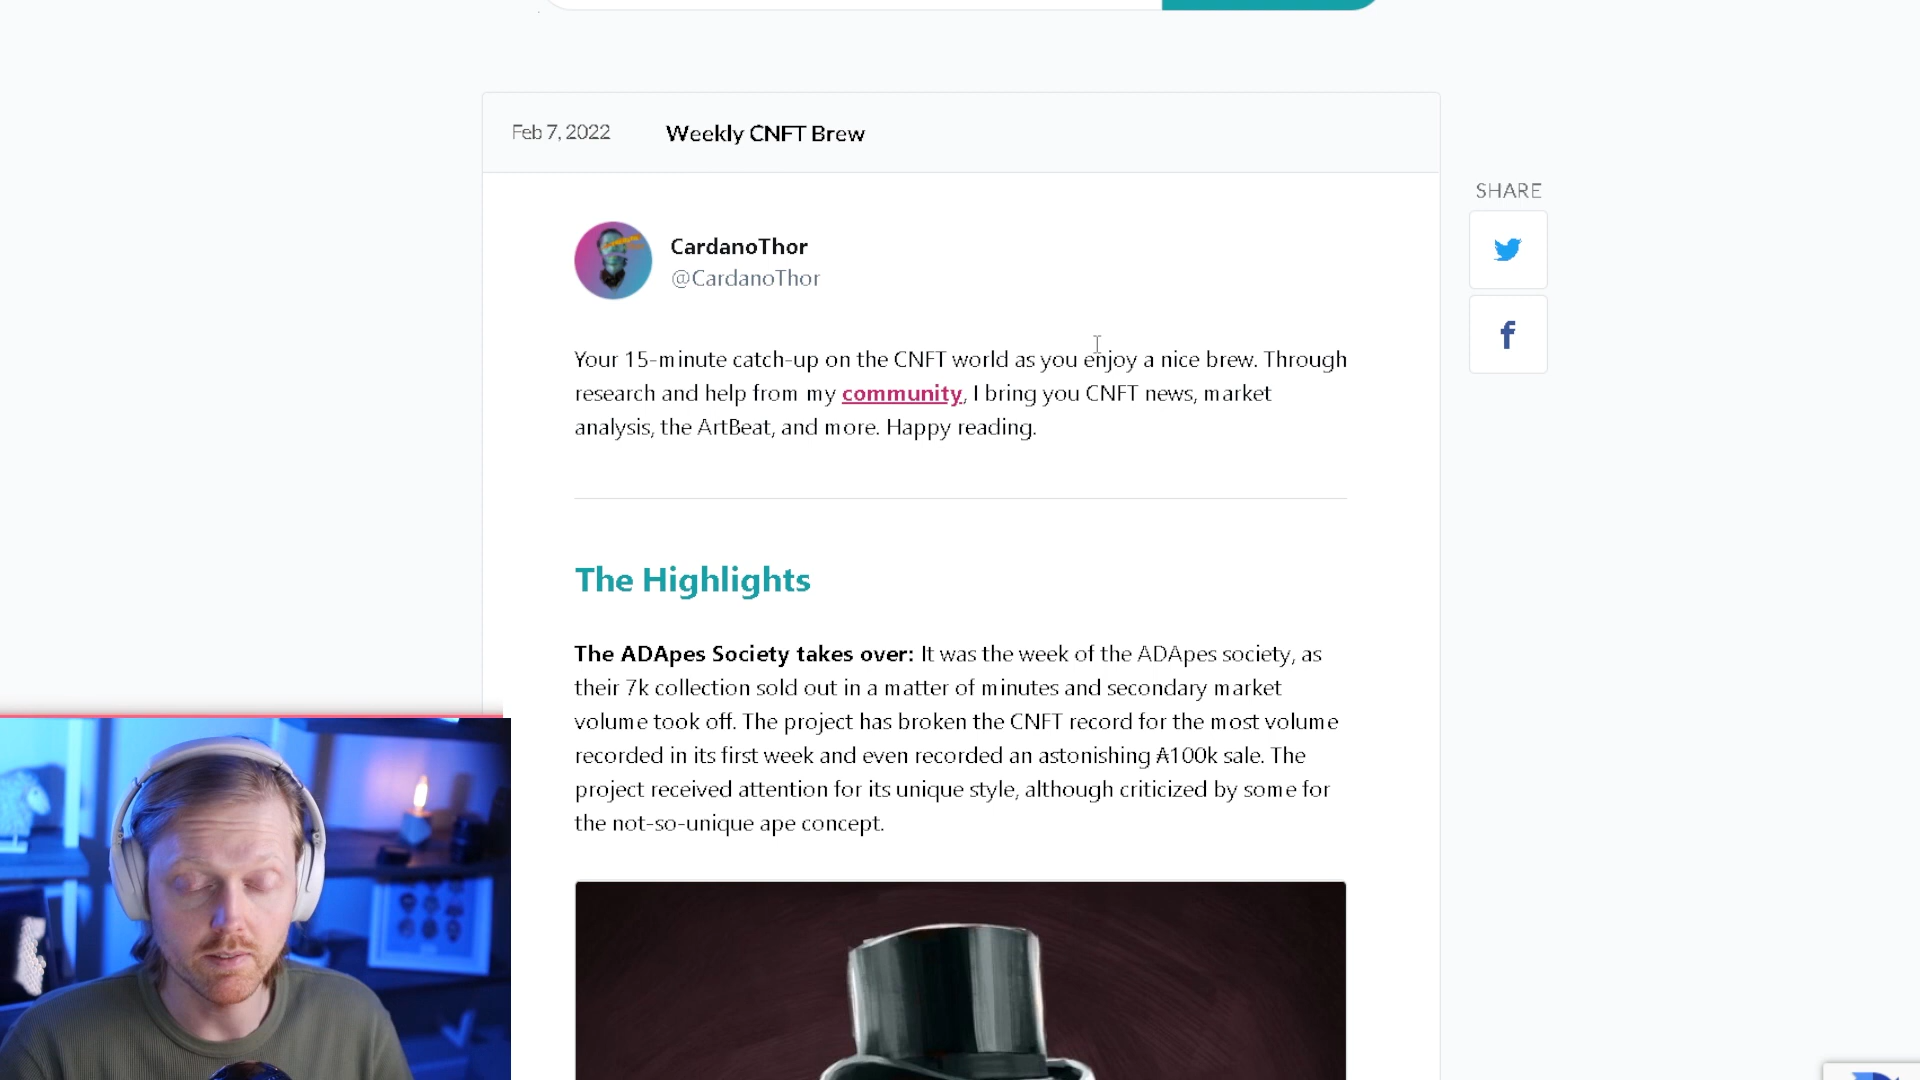 Feb 7, 2022 Weekly CNFT Brew
SHARE
CardanoThor
@CardanoThor
Your 15-minute catch-up on the CNFT world as you enjoy a nice brew. Through
research and help from my community, I bring you CNFT news, market
analysis, the ArtBeat, and more. Happy reading.
The Highlights
The ADApes Society takes over: It was the week of the ADApes society, as
their 7k collection sold out in a matter of minutes and secondary market
volume took off. The project has broken the CNFT record for the most volume
recorded in its first week and even recorded an astonishing ₳100k sale. The
project received attention for its unique style, although criticized by some for
the not-so-unique ape concept.